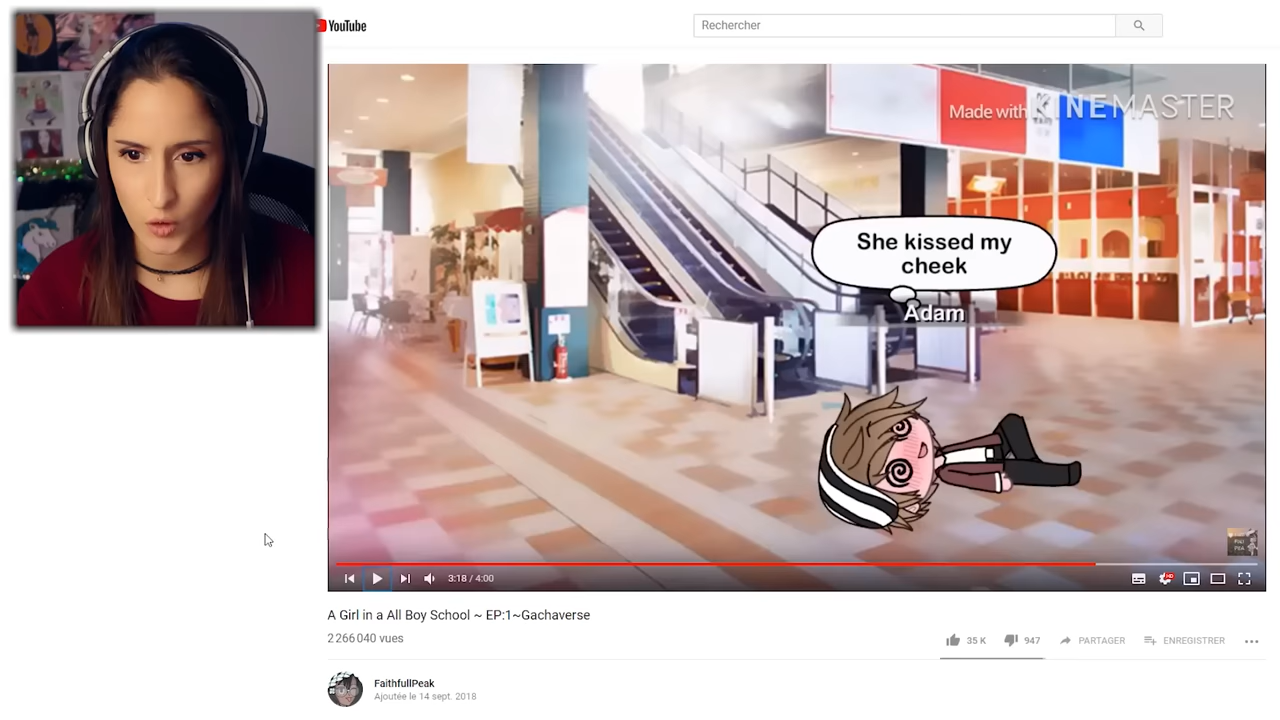 YouTube
Rechercher
Made with KINEMASTER
She kissed my
cheek
Adam
3:18 / 4:00
HD
A Girl in a All Boy School ~ EP:1~Gachaverse
2 266 040 vues
35 K
947
PARTAGER
ENREGISTRER
FaithfullPeak
Ajoutée le 14 sept. 2018